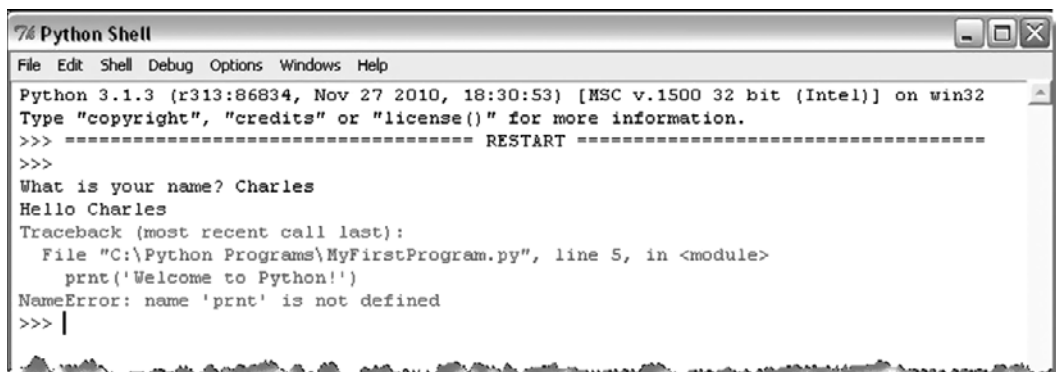 Python Shell
File Edit Shell Debug Options Windows Help
Python 3.1.3 (r313:86834, Nov 27 2010, 18:30:53) [MSC v.1500 32 bit (Intel)] on win32
Type "copyright", "credits" or "license()" for more information.
>>> ==================================== RESTART ====================================
>>>
What is your name? Charles
Hello Charles
Traceback (most recent call last):
  File "C:\Python Programs\MyFirstProgram.py", line 5, in <module>
    prnt('Welcome to Python!')
NameError: name 'prnt' is not defined
>>>